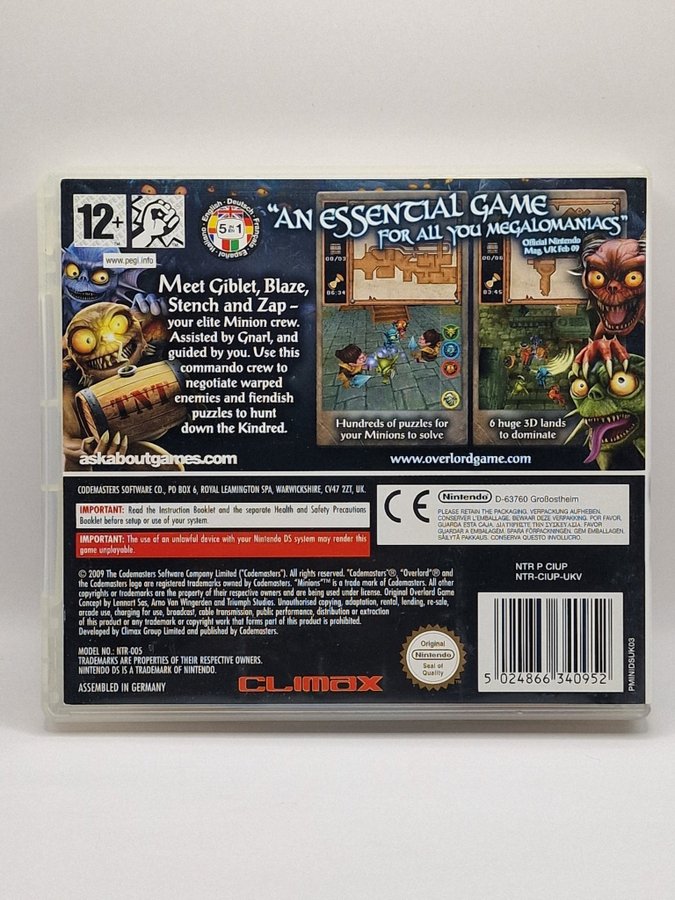 12+
www.pegi.info
English · Deutsch · Français · Español · Italiano
5 IN 1
"AN ESSENTIAL GAME
FOR ALL YOU MEGALOMANIACS"
Official Nintendo
Mag, UK Feb 09
Meet Giblet, Blaze,
Stench and Zap –
your elite Minion crew.
Assisted by Gnarl, and
guided by you. Use this
commando crew to
negotiate warped
enemies and fiendish
puzzles to hunt
down the Kindred.
TNT
00/03
06:34
00/06
03:45
Hundreds of puzzles for
your Minions to solve
6 huge 3D lands
to dominate
askaboutgames.com
www.overlordgame.com
CODEMASTERS SOFTWARE CO., PO BOX 6, ROYAL LEAMINGTON SPA, WARWICKSHIRE, CV47 2ZT, UK.
IMPORTANT: Read the Instruction Booklet and the separate Health and Safety Precautions
Booklet before setup or use of your system.
IMPORTANT: The use of an unlawful device with your Nintendo DS system may render this
game unplayable.
CE
Nintendo
D-63760 Großostheim
PLEASE RETAIN THE PACKAGING. VERPACKUNG AUFHEBEN.
CONSERVER L'EMBALLAGE. BEWAAR DEZE VERPAKKING. POR FAVOR,
GUARDA ESTA CAJA. ΔΙΑΤΗΡΗΣΤΕ ΤΗΝ ΣΥΣΚΕΥΑΣΙΑ. FAVOR
GUARDAR A EMBALAGEM. SPARA FÖRPACKNINGEN. GEM EMBALLAGEN.
SÄILYTÄ PAKKAUS. CONSERVA QUESTO INVOLUCRO.
© 2009 The Codemasters Software Company Limited ("Codemasters"). All rights reserved. "Codemasters"®, "Overlord"® and
the Codemasters logo are registered trademarks owned by Codemasters. "Minions"™ is a trade mark of Codemasters. All other
copyrights or trademarks are the property of their respective owners and are being used under license. Original Overlord Game
Concept by Lennart Sas, Arno Van Wingerden and Triumph Studios. Unauthorised copying, adaptation, rental, lending, re-sale,
arcade use, charging for use, broadcast, cable transmission, public performance, distribution or extraction
of this product or any trademark or copyright work that forms part of this product is prohibited.
Developed by Climax Group Limited and published by Codemasters.
NTR P CIUP
NTR-CIUP-UKV
MODEL NO.: NTR-005
TRADEMARKS ARE PROPERTY OF THEIR RESPECTIVE OWNERS.
NINTENDO DS IS A TRADEMARK OF NINTENDO.
ASSEMBLED IN GERMANY
CLIMAX
Original
Nintendo
Seal of
Quality
5 024866 340952
PMINIDSUK03